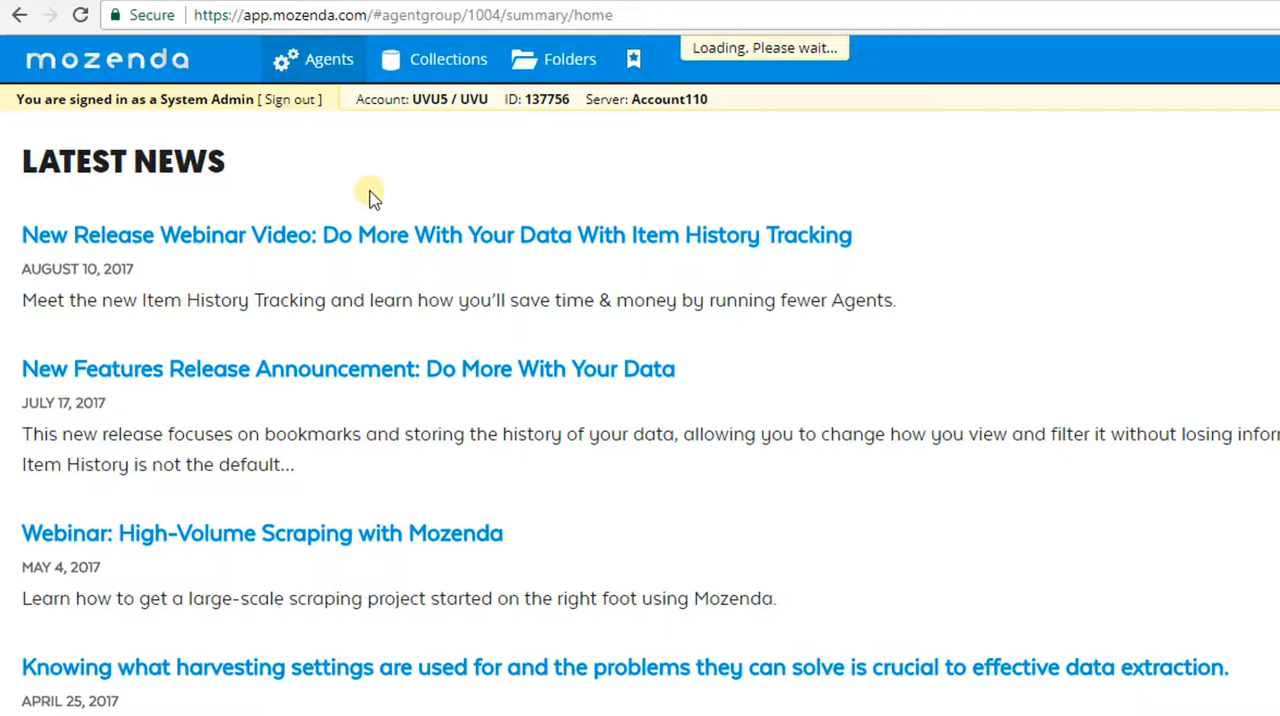 Secure https://app.mozenda.com/#agentgroup/1004/summary/home
mozenda Agents Collections Folders Loading. Please wait...
You are signed in as a System Admin [ Sign out ] Account: UVU5 / UVU ID: 137756 Server: Account110
LATEST NEWS
New Release Webinar Video: Do More With Your Data With Item History Tracking
AUGUST 10, 2017
Meet the new Item History Tracking and learn how you'll save time & money by running fewer Agents.
New Features Release Announcement: Do More With Your Data
JULY 17, 2017
This new release focuses on bookmarks and storing the history of your data, allowing you to change how you view and filter it without losing infor
Item History is not the default...
Webinar: High-Volume Scraping with Mozenda
MAY 4, 2017
Learn how to get a large-scale scraping project started on the right foot using Mozenda.
Knowing what harvesting settings are used for and the problems they can solve is crucial to effective data extraction.
APRIL 25, 2017